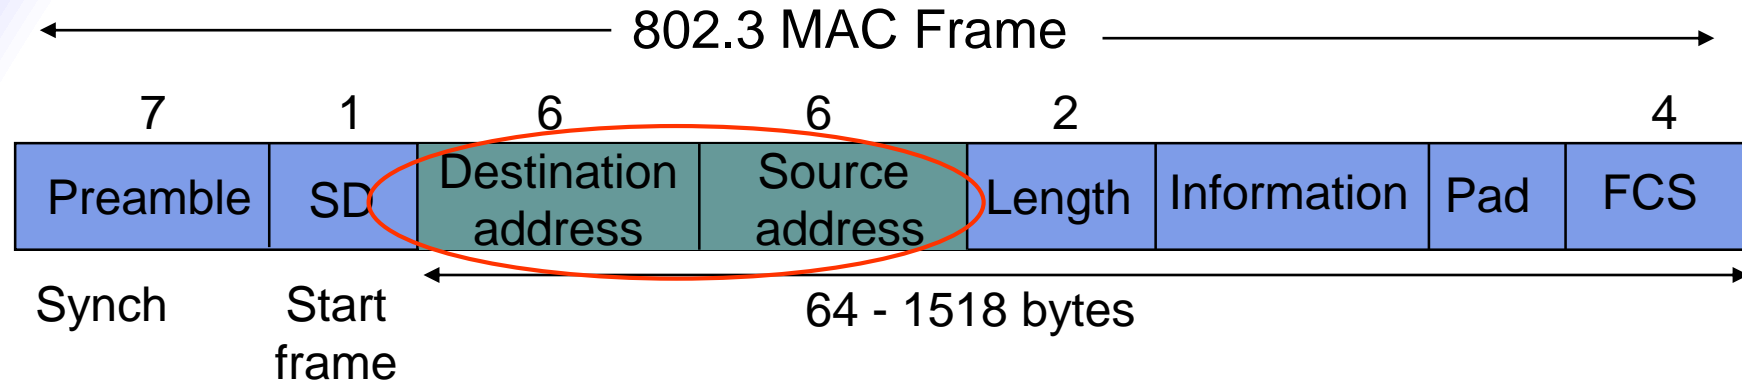 802.3 MAC Frame
7 1 6 6 2 4
Preamble SD Destination address Source address Length Information Pad FCS
Synch Start frame 64 - 1518 bytes